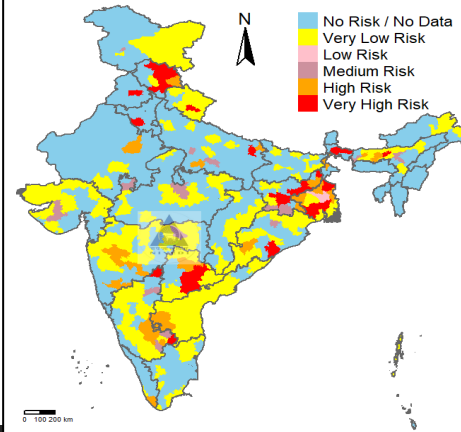 N
No Risk / No Data
Very Low Risk
Low Risk
Medium Risk
High Risk
Very High Risk
0 100 200 km